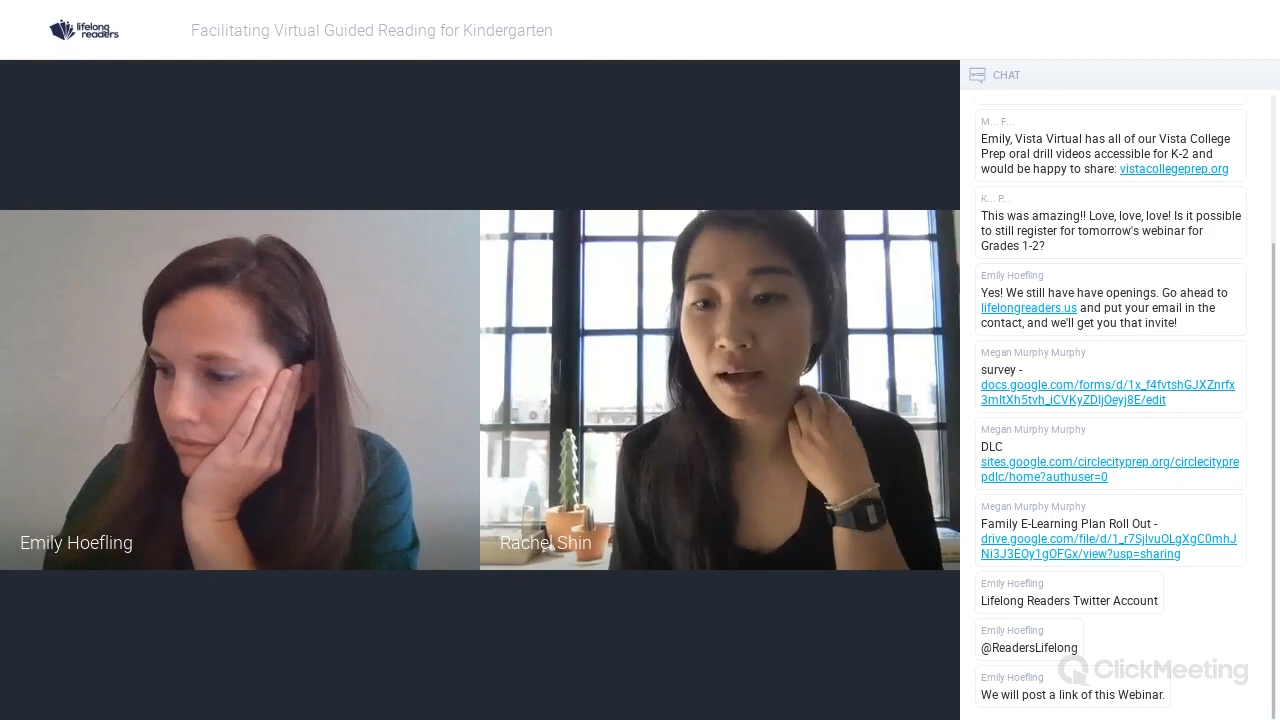 lifelong
readers
Facilitating Virtual Guided Reading for Kindergarten
Emily Hoefling
Rachel Shin
CHAT
M... F...
Emily, Vista Virtual has all of our Vista College
Prep oral drill videos accessible for K-2 and
would be happy to share: vistacollegeprep.org
K... P...
This was amazing!! Love, love, love! Is it possible
to still register for tomorrow's webinar for
Grades 1-2?
Emily Hoefling
Yes! We still have have openings. Go ahead to
lifelongreaders.us and put your email in the
contact, and we'll get you that invite!
Megan Murphy Murphy
survey -
docs.google.com/forms/d/1x_f4fvtshGJXZnrfx
3mItXh5tvh_iCVKyZDIjOeyj8E/edit
Megan Murphy Murphy
DLC
sites.google.com/circlecityprep.org/circlecitypre
pdlc/home?authuser=0
Megan Murphy Murphy
Family E-Learning Plan Roll Out -
drive.google.com/file/d/1_r7SjlvuOLgXgC0mhJ
Ni3J3EOy1gOFGx/view?usp=sharing
Emily Hoefling
Lifelong Readers Twitter Account
Emily Hoefling
@ReadersLifelong
ClickMeeting
Emily Hoefling
We will post a link of this Webinar.